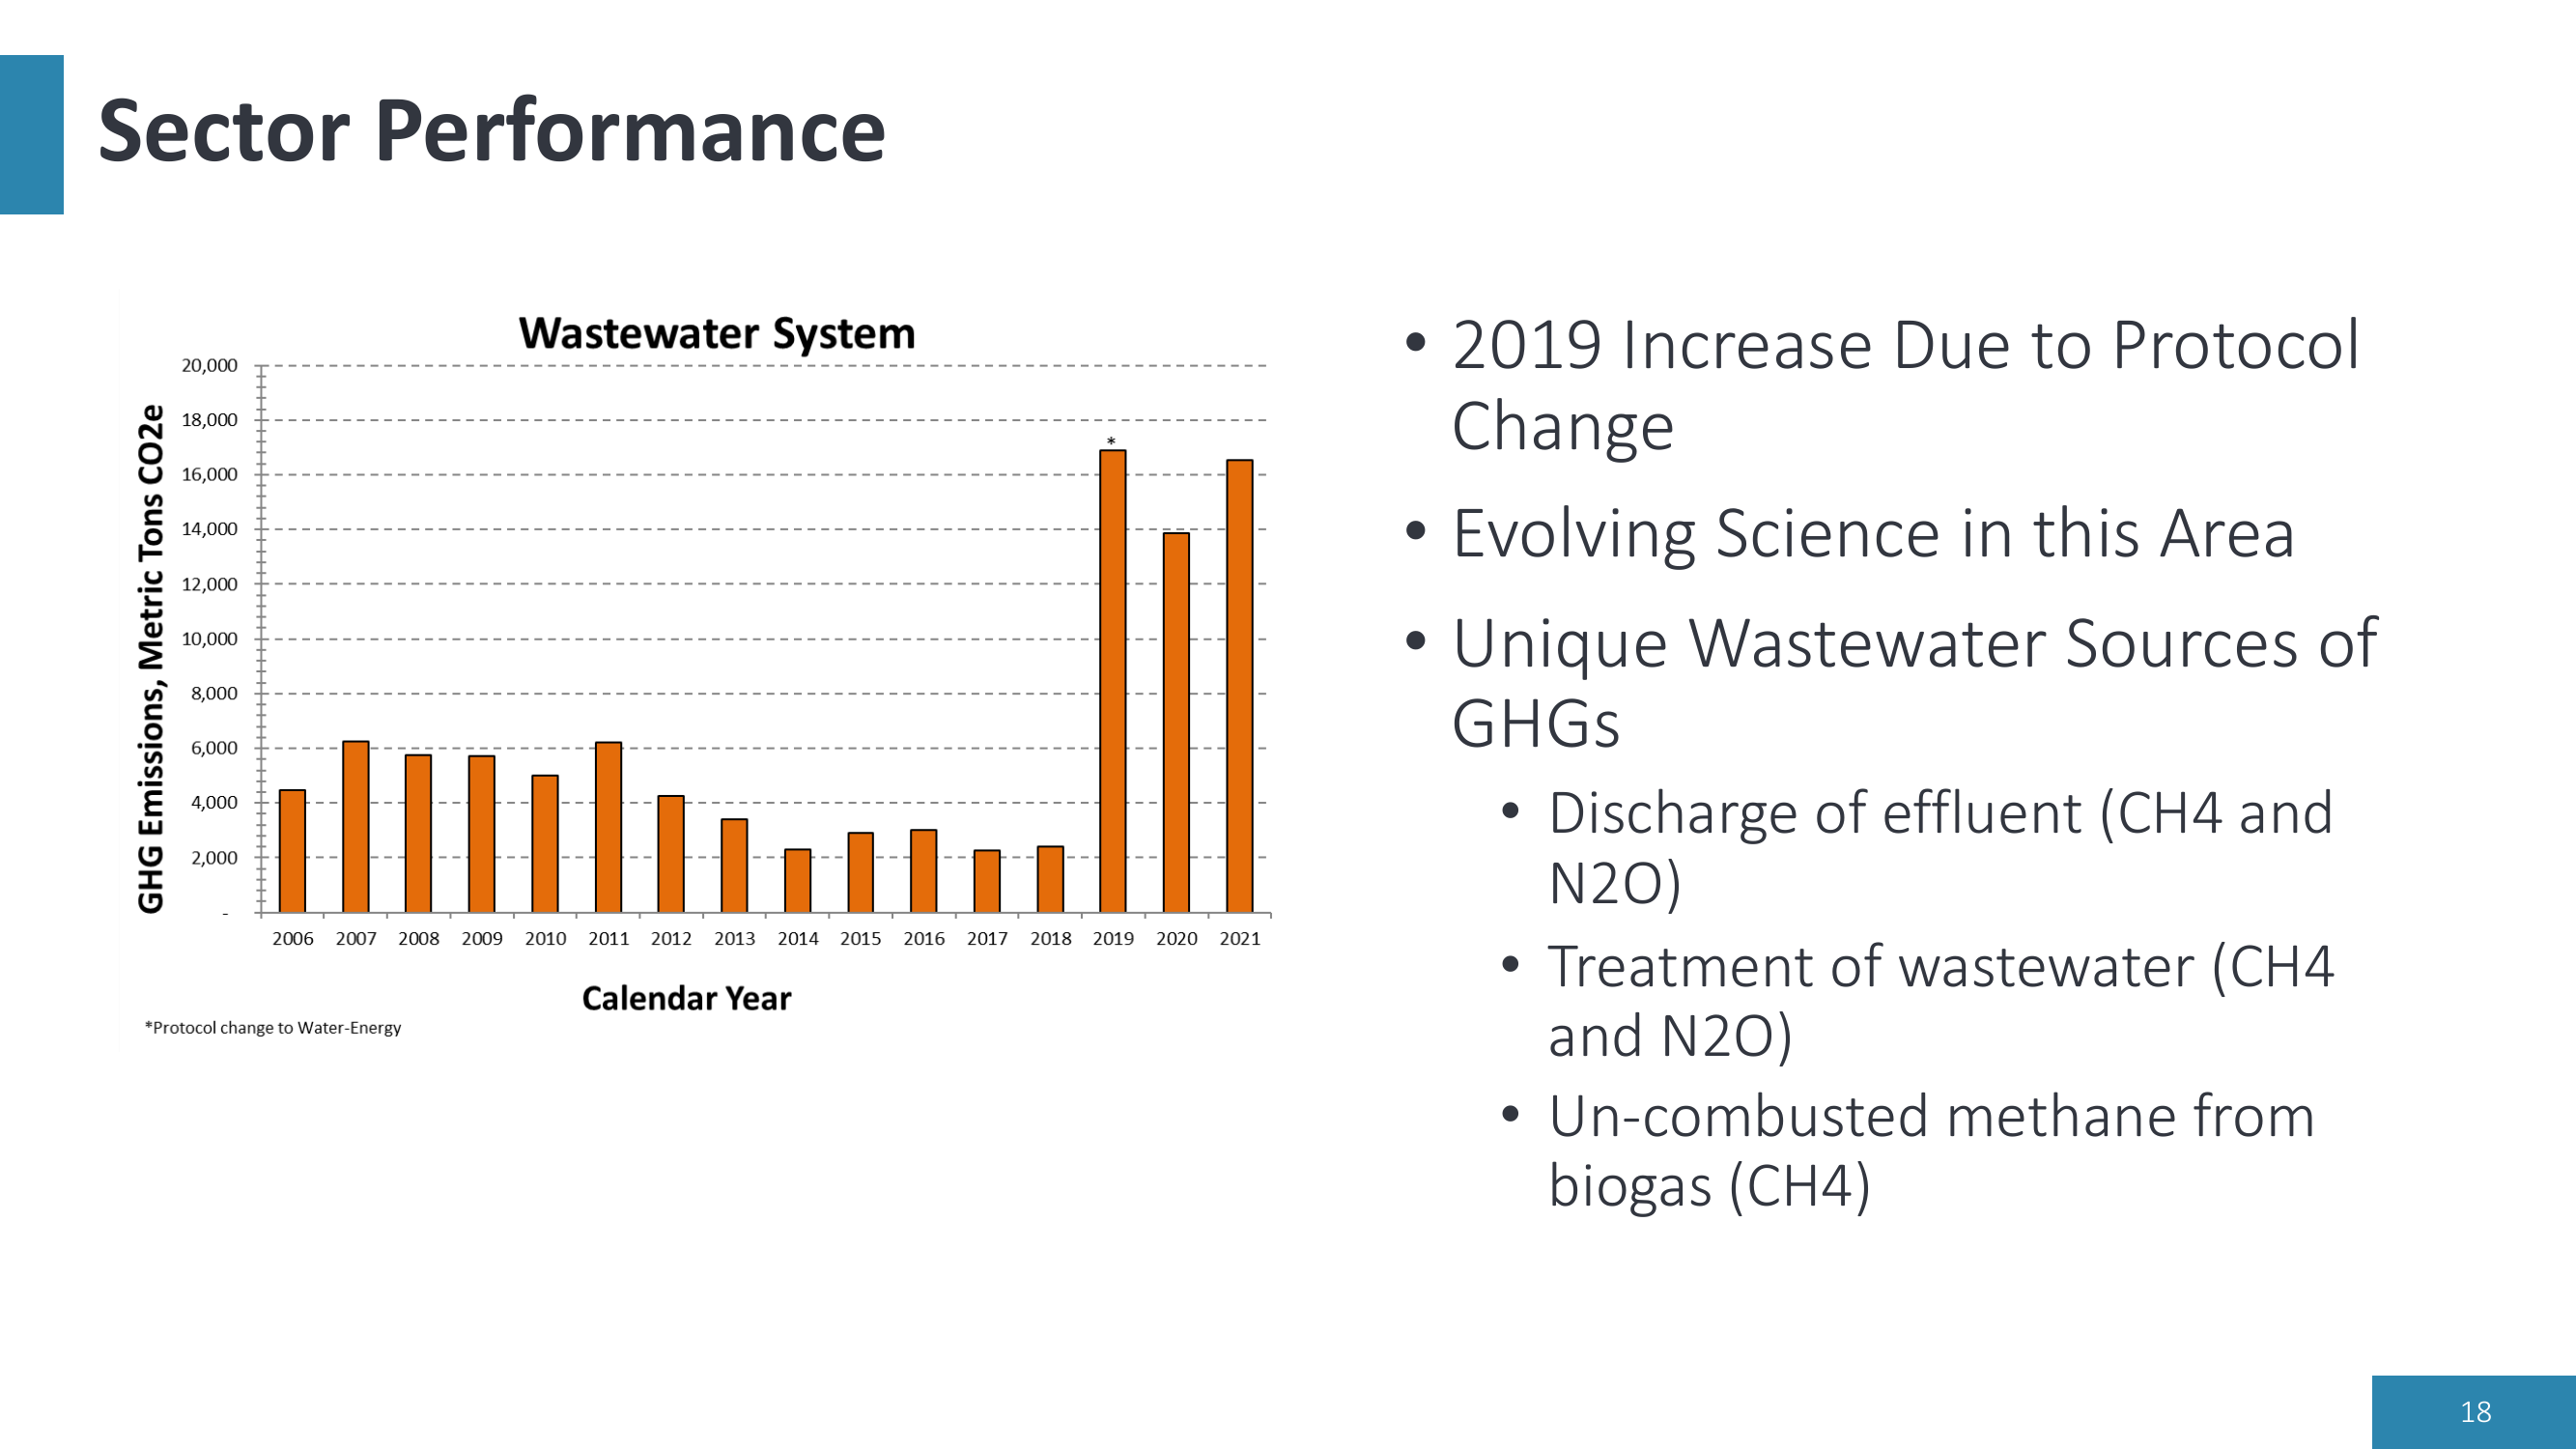 Sector Performance
Wastewater System
GHG Emissions, Metric Tons CO2e
20,000
18,000
16,000
14,000
12,000
10,000
8,000
6,000
4,000
2,000
-
*
2006 2007 2008 2009 2010 2011 2012 2013 2014 2015 2016 2017 2018 2019 2020 2021
Calendar Year
*Protocol change to Water-Energy
• 2019 Increase Due to Protocol
Change
• Evolving Science in this Area
• Unique Wastewater Sources of
GHGs
• Discharge of effluent (CH4 and
N2O)
• Treatment of wastewater (CH4
and N2O)
• Un-combusted methane from
biogas (CH4)
18